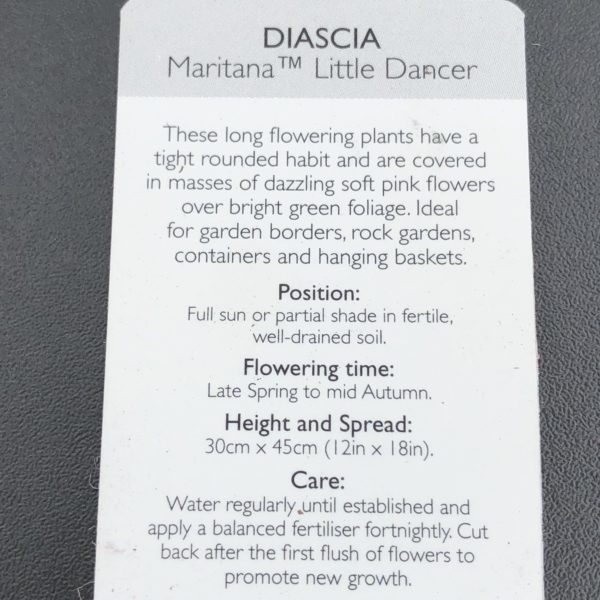 DIASCIA
Maritana™ Little Dancer
These long flowering plants have a
tight rounded habit and are covered
in masses of dazzling soft pink flowers
over bright green foliage. Ideal
for garden borders, rock gardens,
containers and hanging baskets.
Position:
Full sun or partial shade in fertile,
well-drained soil.
Flowering time:
Late Spring to mid Autumn.
Height and Spread:
30cm x 45cm (12in x 18in).
Care:
Water regularly until established and
apply a balanced fertiliser fortnightly. Cut
back after the first flush of flowers to
promote new growth.